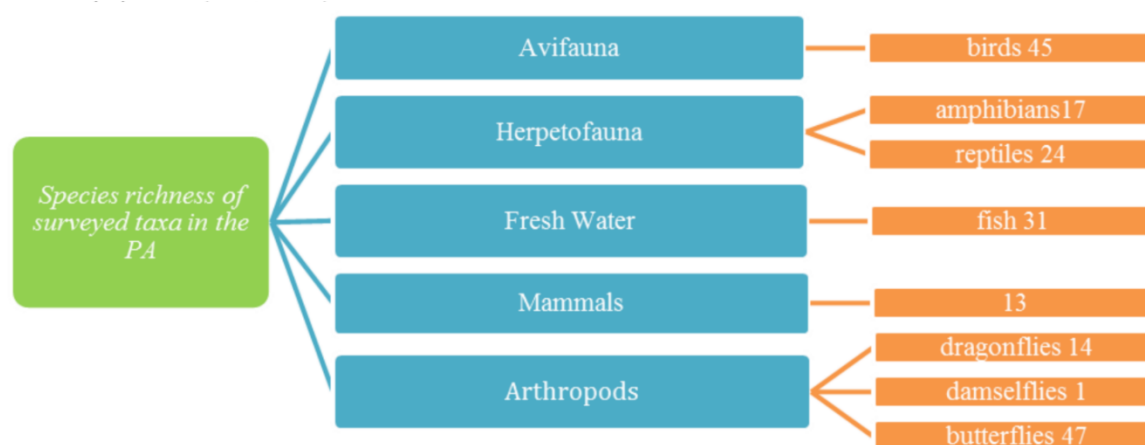 Species richness of
surveyed taxa in the
PA
Avifauna
birds 45
Herpetofauna
amphibians17
reptiles 24
Fresh Water
fish 31
Mammals
13
Arthropods
dragonflies 14
damselflies 1
butterflies 47